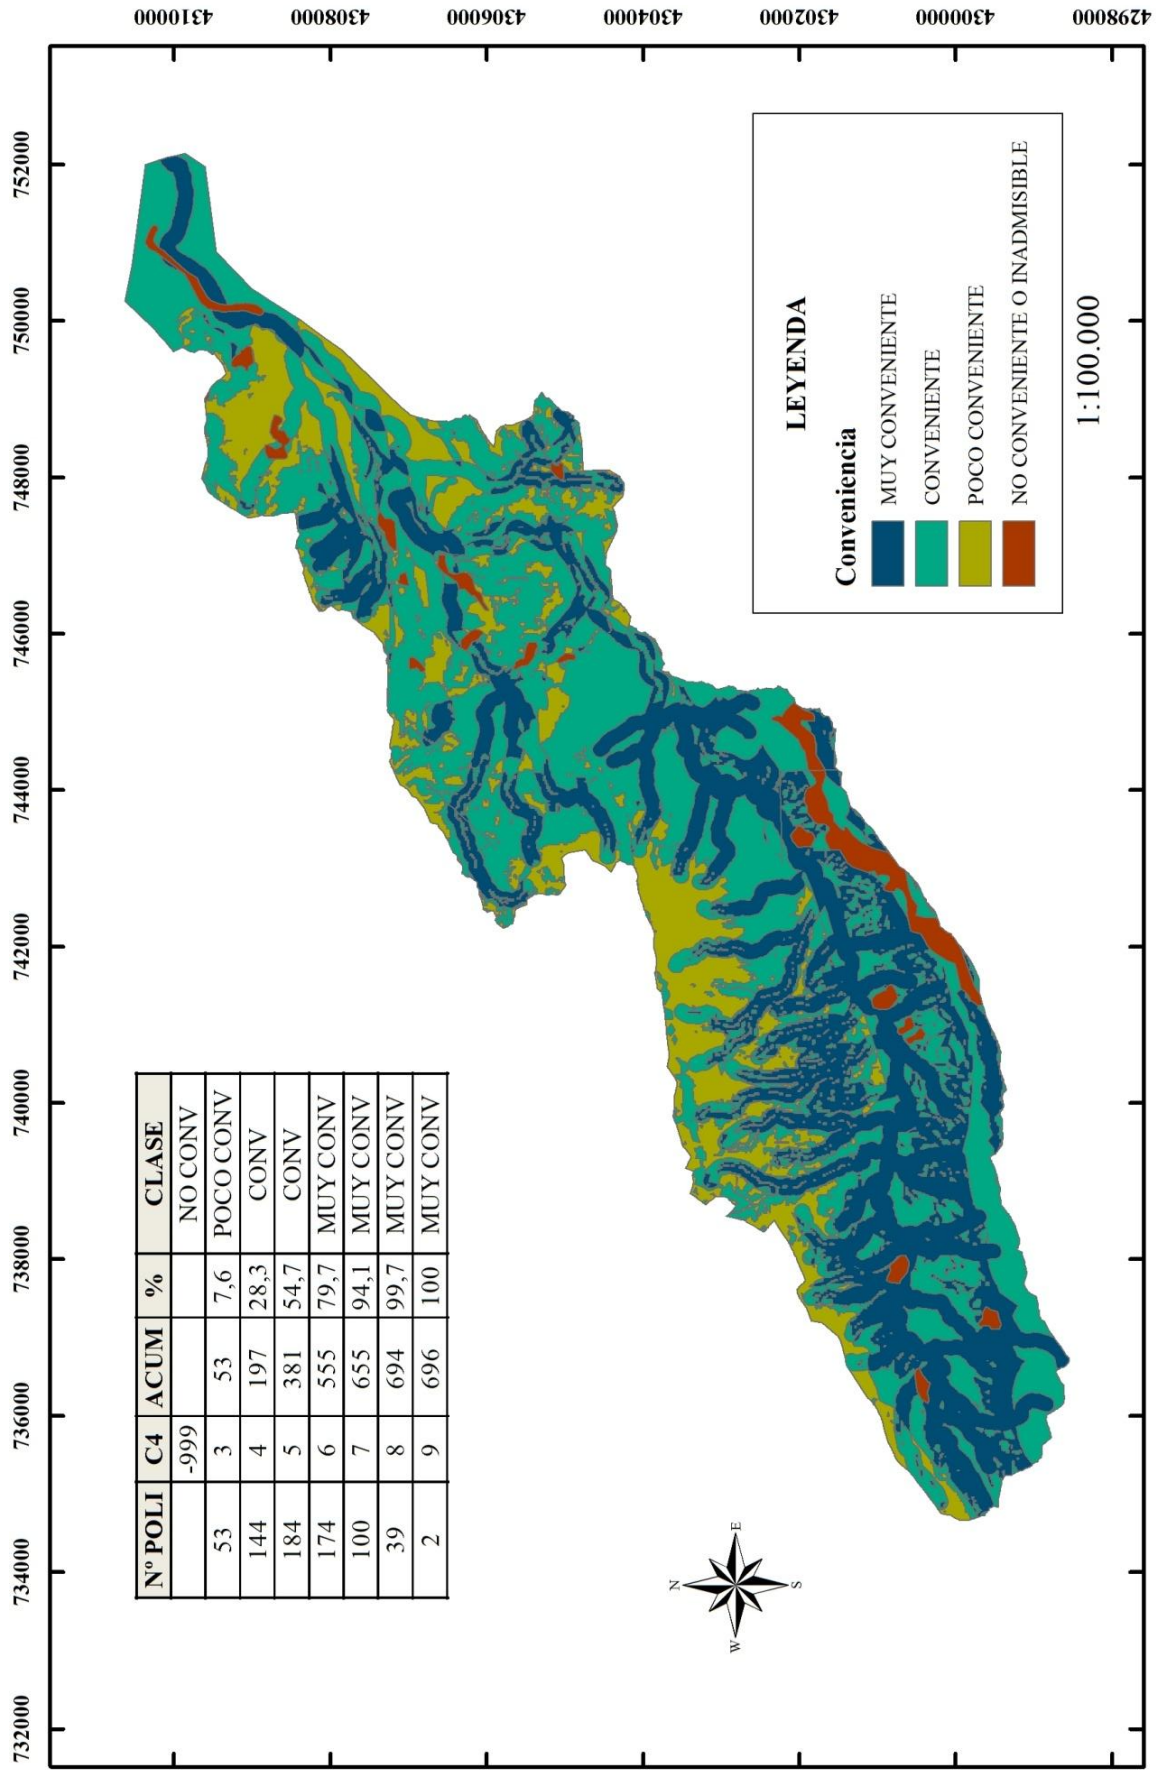 732000 734000 736000 738000 740000 742000 744000 746000 748000 750000 752000
4310000
4308000
4306000
4304000
4302000
4300000
4298000
Nº POLI C4 ACUM % CLASE
-999 NO CONV
53 3 53 7,6 POCO CONV
144 4 197 28,3 CONV
184 5 381 54,7 CONV
174 6 555 79,7 MUY CONV
100 7 655 94,1 MUY CONV
39 8 694 99,7 MUY CONV
2 9 696 100 MUY CONV
N
W E
S
LEYENDA
Conveniencia
MUY CONVENIENTE
CONVENIENTE
POCO CONVENIENTE
NO CONVENIENTE O INADMISIBLE
1:100.000